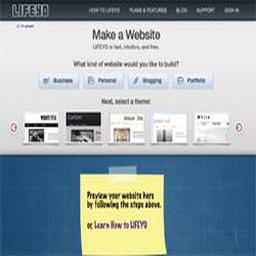 LIFEYO
HOW TO LIFEYO PLANS & FEATURES BLOG SUPPORT SIGN IN
Make a Website
LIFEYO is fast, intuitive, and free.
What kind of website would you like to build?
Business Personal Blogging Portfolio
Next, select a theme:
Preview your website here
by following the steps above.
or, Learn How to LIFEYO